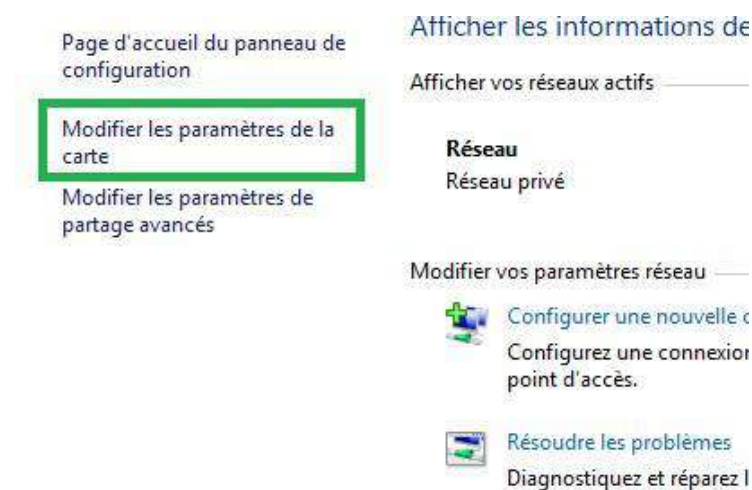 Page d'accueil du panneau de
configuration
Modifier les paramètres de la
carte
Modifier les paramètres de
partage avancés
Afficher les informations de
Afficher vos réseaux actifs
Réseau
Réseau privé
Modifier vos paramètres réseau
Configurer une nouvelle
Configurez une connexion
point d'accès.
Résoudre les problèmes
Diagnostiquez et réparez